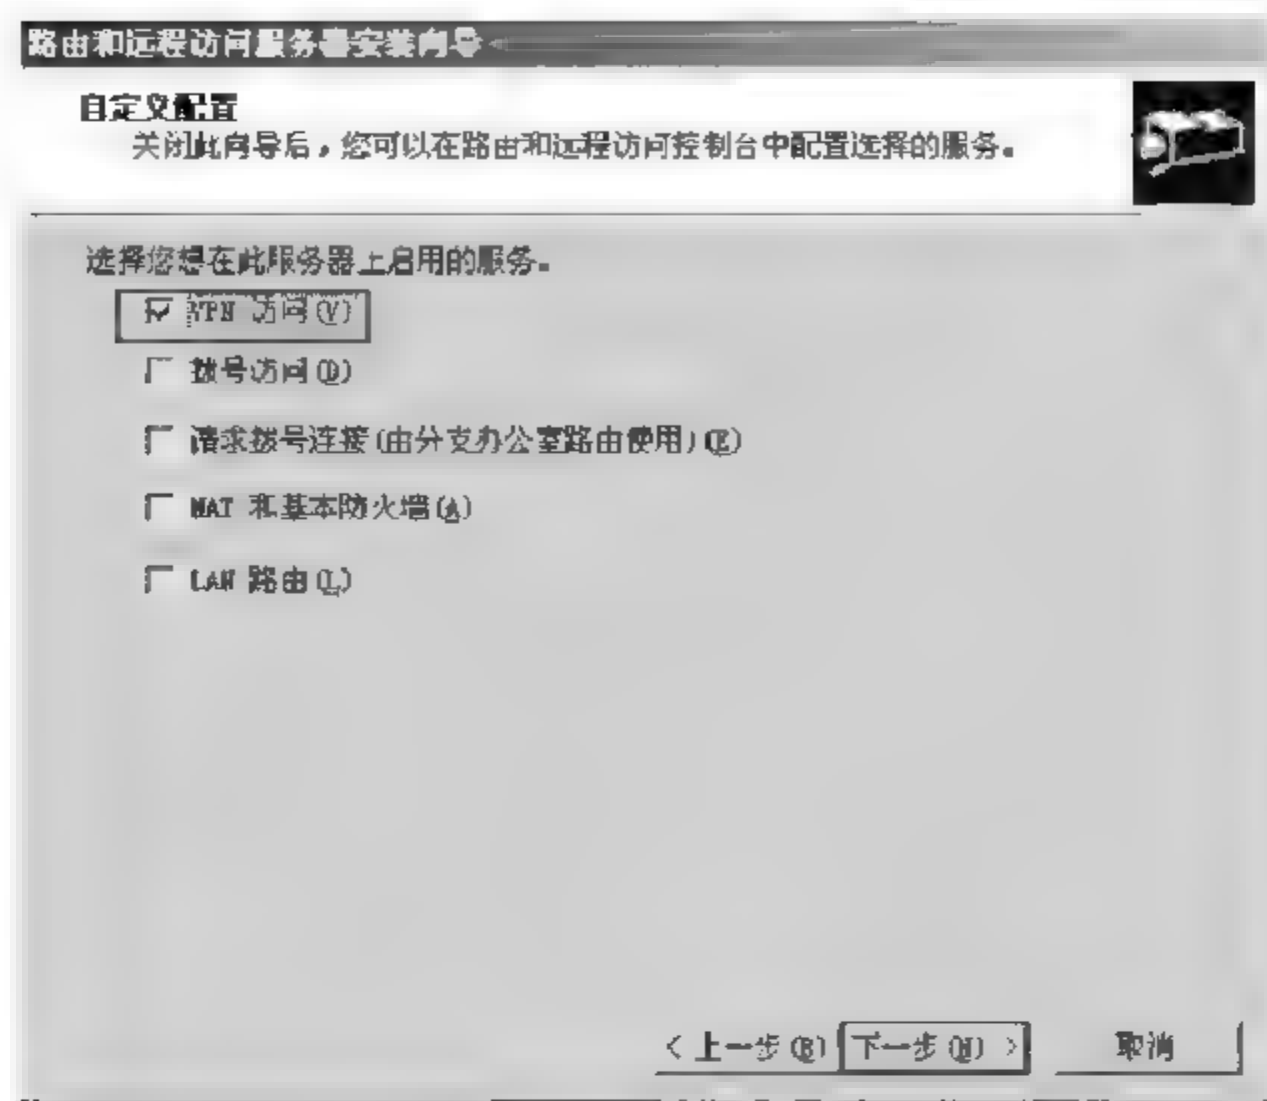 路由和远程访问服务器安装向导
自定义配置
关闭此向导后，您可以在路由和远程访问控制台中配置选择的服务。
选择您想在此服务器上启用的服务。
VPN 访问(V)
拨号访问(D)
请求拨号连接(由分支办公室路由使用)(E)
NAT 和基本防火墙(A)
LAN 路由(L)
< 上一步(B) 下一步(N) > 取消